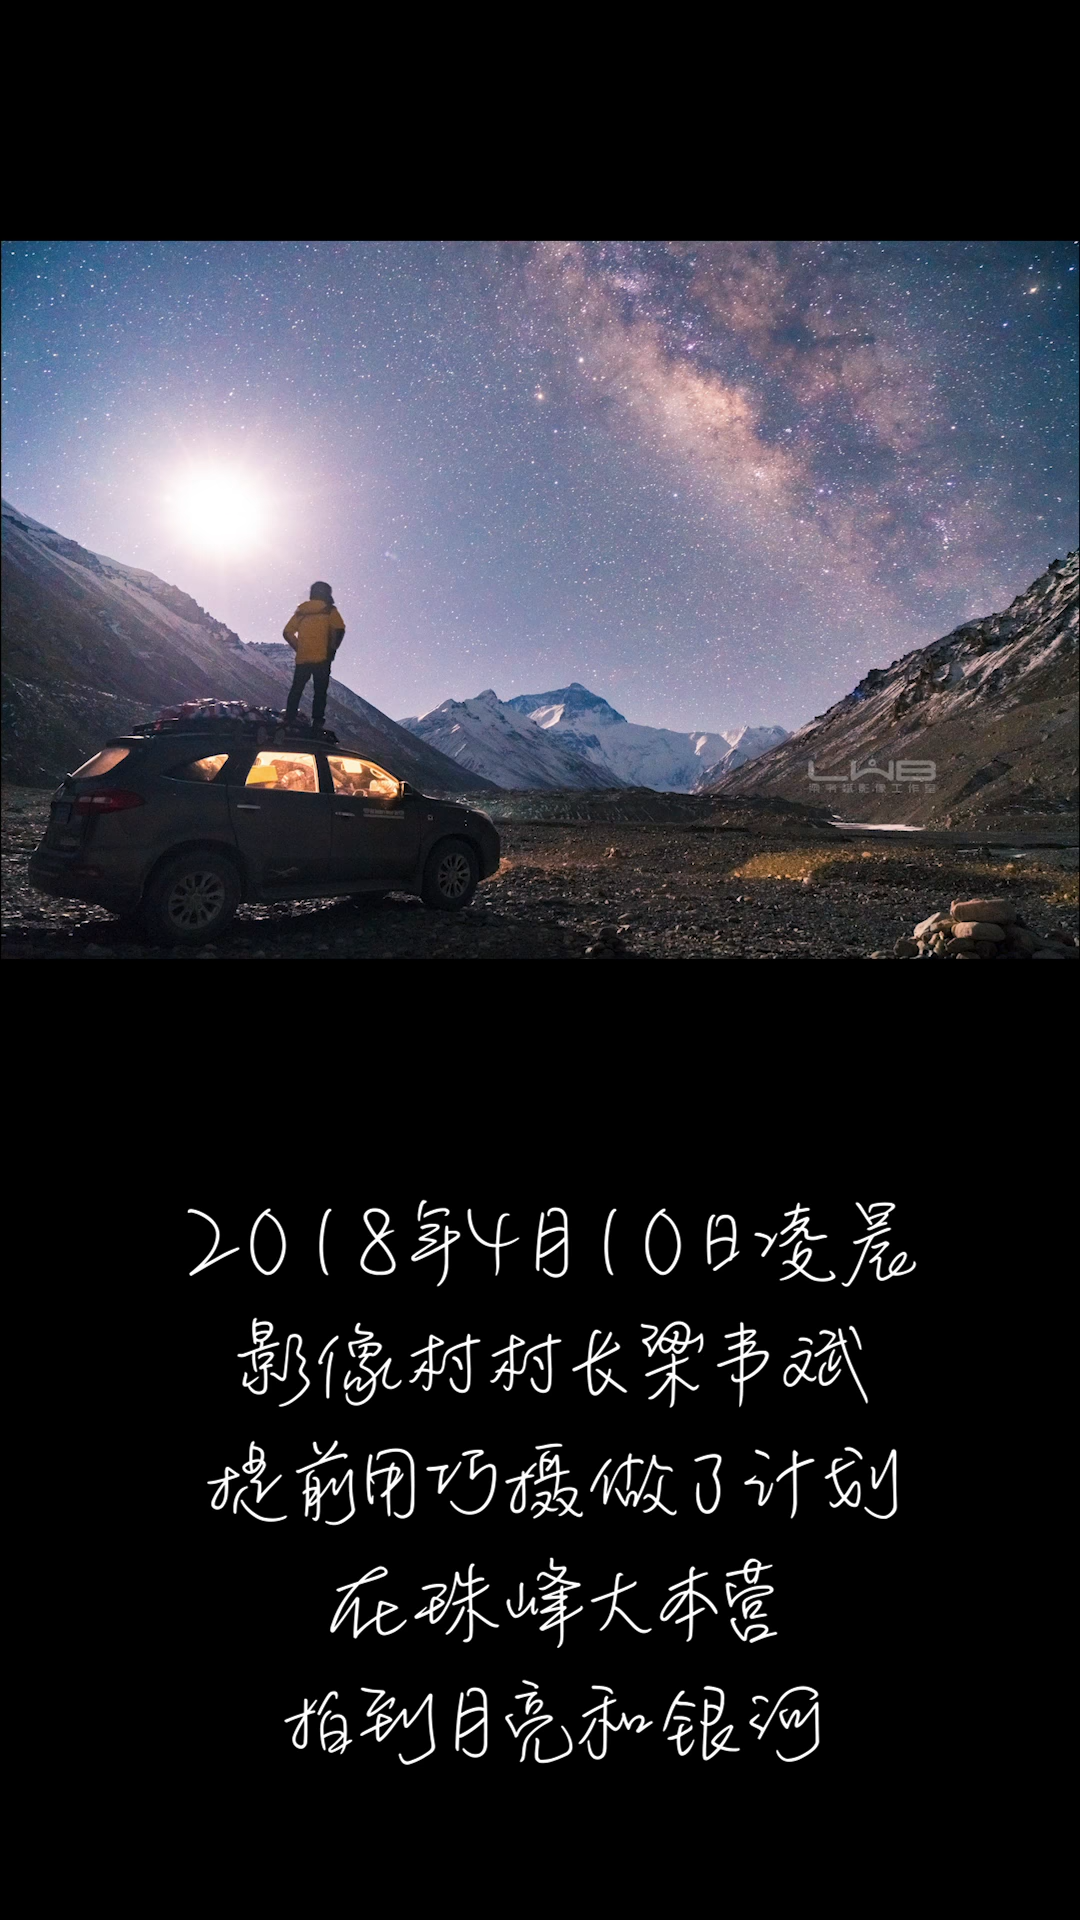 LWB
2018年4月10日凌晨
影像村村长梁韦斌
提前用巧摄做了计划
在珠峰大本营
拍到月亮和银河